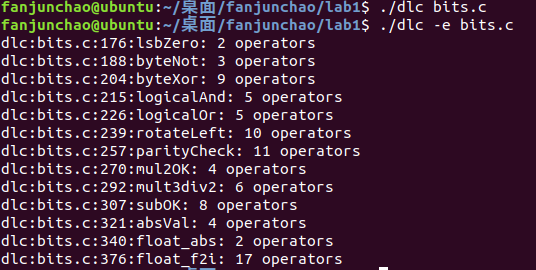 fanjunchao@ubuntu:~/桌面/fanjunchao/lab1$ ./dlc bits.c
fanjunchao@ubuntu:~/桌面/fanjunchao/lab1$ ./dlc -e bits.c
dlc:bits.c:176:lsbZero: 2 operators
dlc:bits.c:188:byteNot: 3 operators
dlc:bits.c:204:byteXor: 9 operators
dlc:bits.c:215:logicalAnd: 5 operators
dlc:bits.c:226:logicalOr: 5 operators
dlc:bits.c:239:rotateLeft: 10 operators
dlc:bits.c:257:parityCheck: 11 operators
dlc:bits.c:270:mul2OK: 4 operators
dlc:bits.c:292:mult3div2: 6 operators
dlc:bits.c:307:subOK: 8 operators
dlc:bits.c:321:absVal: 4 operators
dlc:bits.c:340:float_abs: 2 operators
dlc:bits.c:376:float_f2i: 17 operators